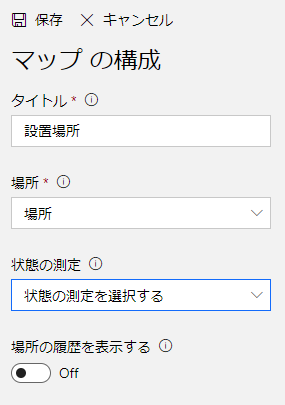 保存 キャンセル
マップ の構成
タイトル *
設置場所
場所 *
場所
状態の測定
状態の測定を選択する
場所の履歴を表示する
Off